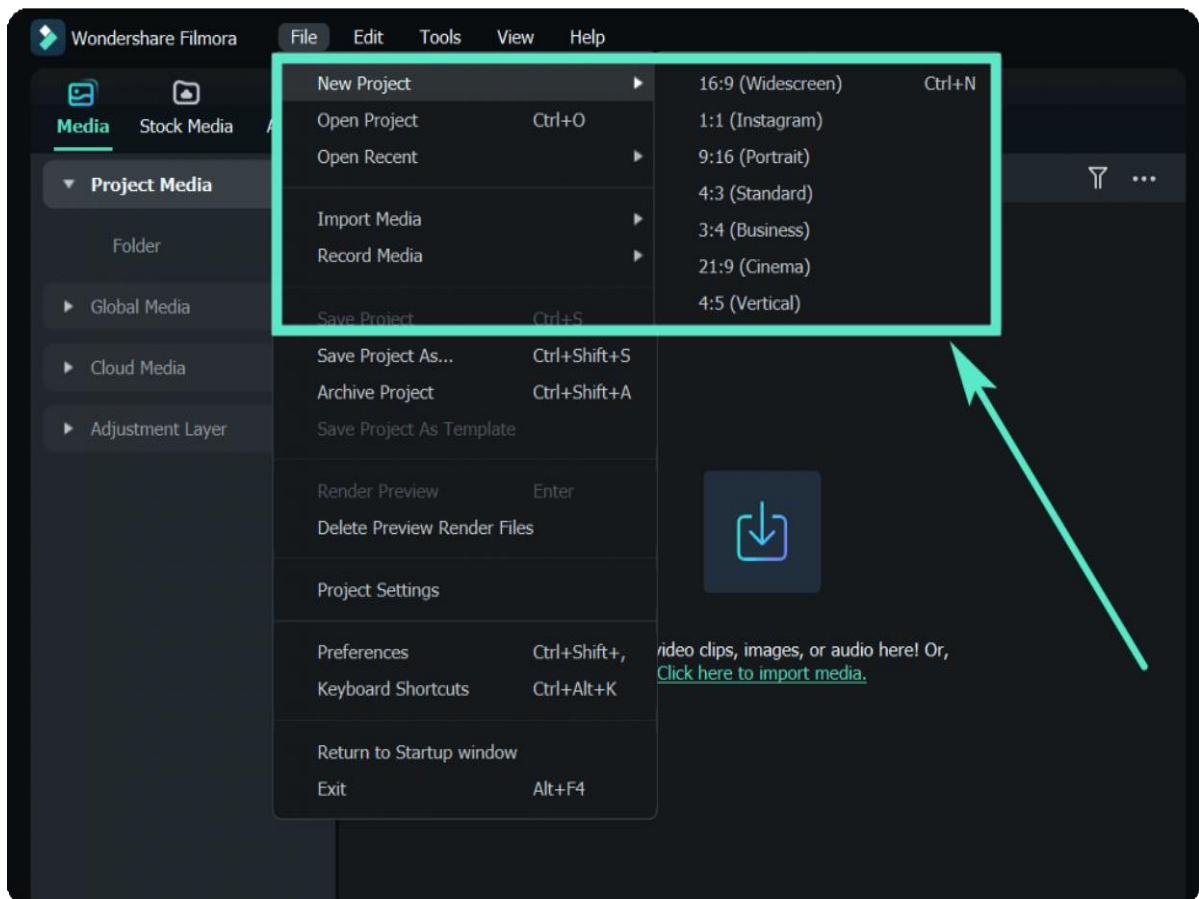 Wondershare Filmora File Edit Tools View Help
Media Stock Media
Project Media
Folder
Global Media
Cloud Media
Adjustment Layer
New Project
Open Project Ctrl+O
Open Recent
Import Media
Record Media
Save Project Ctrl+S
Save Project As... Ctrl+Shift+S
Archive Project Ctrl+Shift+A
Save Project As Template
Render Preview Enter
Delete Preview Render Files
Project Settings
Preferences Ctrl+Shift+,
Keyboard Shortcuts Ctrl+Alt+K
Return to Startup window
Exit Alt+F4
16:9 (Widescreen) Ctrl+N
1:1 (Instagram)
9:16 (Portrait)
4:3 (Standard)
3:4 (Business)
21:9 (Cinema)
4:5 (Vertical)
video clips, images, or audio here! Or,
Click here to import media.